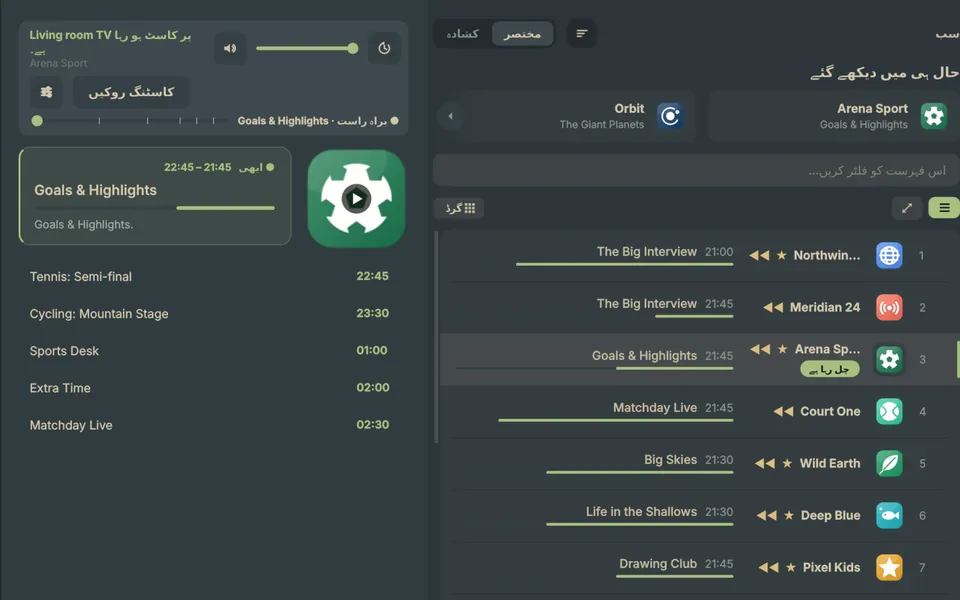 Living room TV پر کاسٹ ہو رہا ہے۔
Arena Sport
کاسٹنگ روکیں
Goals & Highlights · براہ راست
ابھی 21:45 – 22:45
Goals & Highlights
Goals & Highlights.
Tennis: Semi-final 22:45
Cycling: Mountain Stage 23:30
Sports Desk 01:00
Extra Time 02:00
Matchday Live 02:30
سب
مختصر
کشادہ
حال ہی میں دیکھے گئے
Arena Sport
Goals & Highlights
Orbit
The Giant Planets
اس فہرست کو فلٹر کریں...
گرڈ
1 Northwin... 21:00 The Big Interview
2 Meridian 24 21:45 The Big Interview
3 Arena Sp... 21:45 Goals & Highlights
چل رہا ہے
4 Court One 21:45 Matchday Live
5 Wild Earth 21:30 Big Skies
6 Deep Blue 21:30 Life in the Shallows
7 Pixel Kids 21:45 Drawing Club